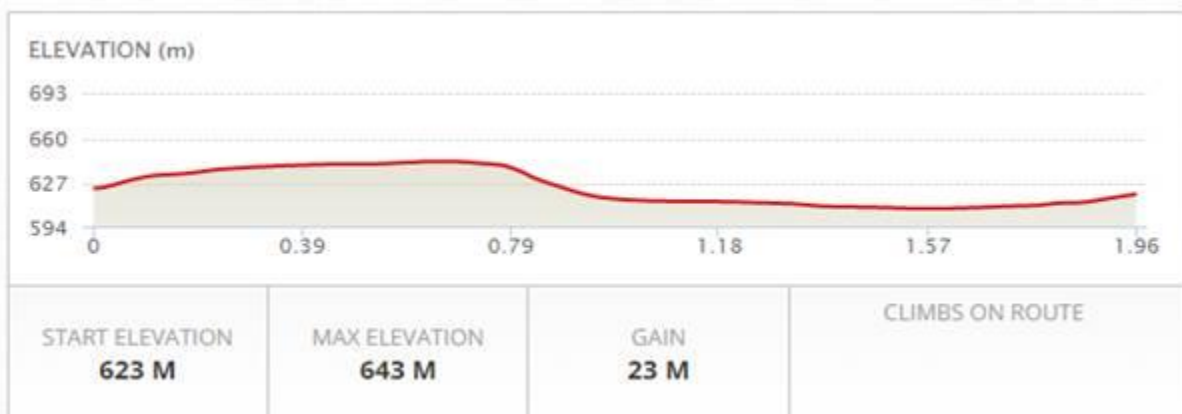 ELEVATION (m)
693
660
627
594
0 0.39 0.79 1.18 1.57 1.96
START ELEVATION MAX ELEVATION GAIN CLIMBS ON ROUTE
623 M 643 M 23 M